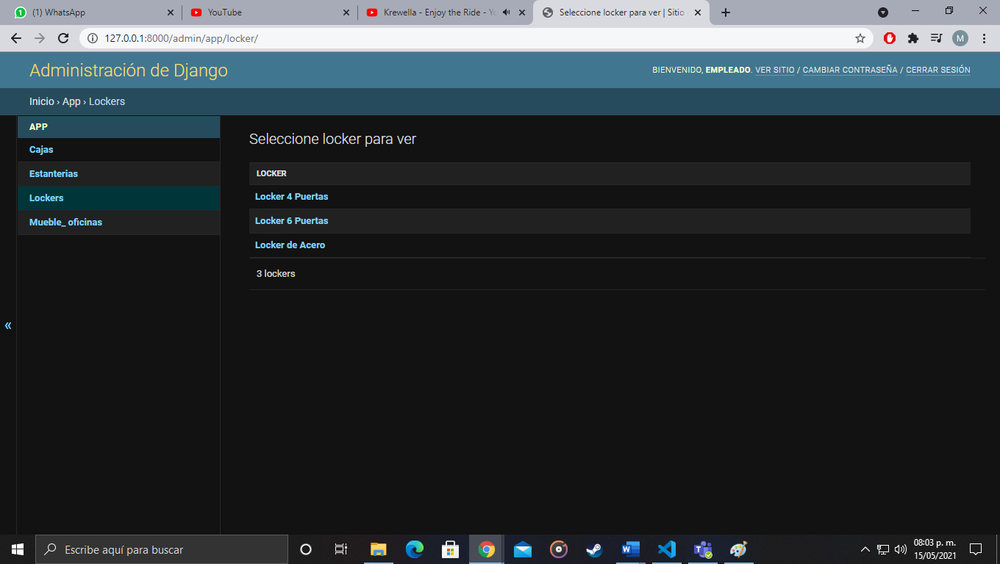 (1) WhatsApp
YouTube
Krewella - Enjoy the Ride - Yo
Seleccione locker para ver | Sitio
127.0.0.1:8000/admin/app/locker/
M
Administración de Django
BIENVENIDO, EMPLEADO. VER SITIO / CAMBIAR CONTRASEÑA / CERRAR SESIÓN
Inicio › App › Lockers
APP
Cajas
Estanterias
Lockers
Mueble_ oficinas
«
Seleccione locker para ver
LOCKER
Locker 4 Puertas
Locker 6 Puertas
Locker de Acero
3 lockers
Escribe aquí para buscar
08:03 p. m.
15/05/2021